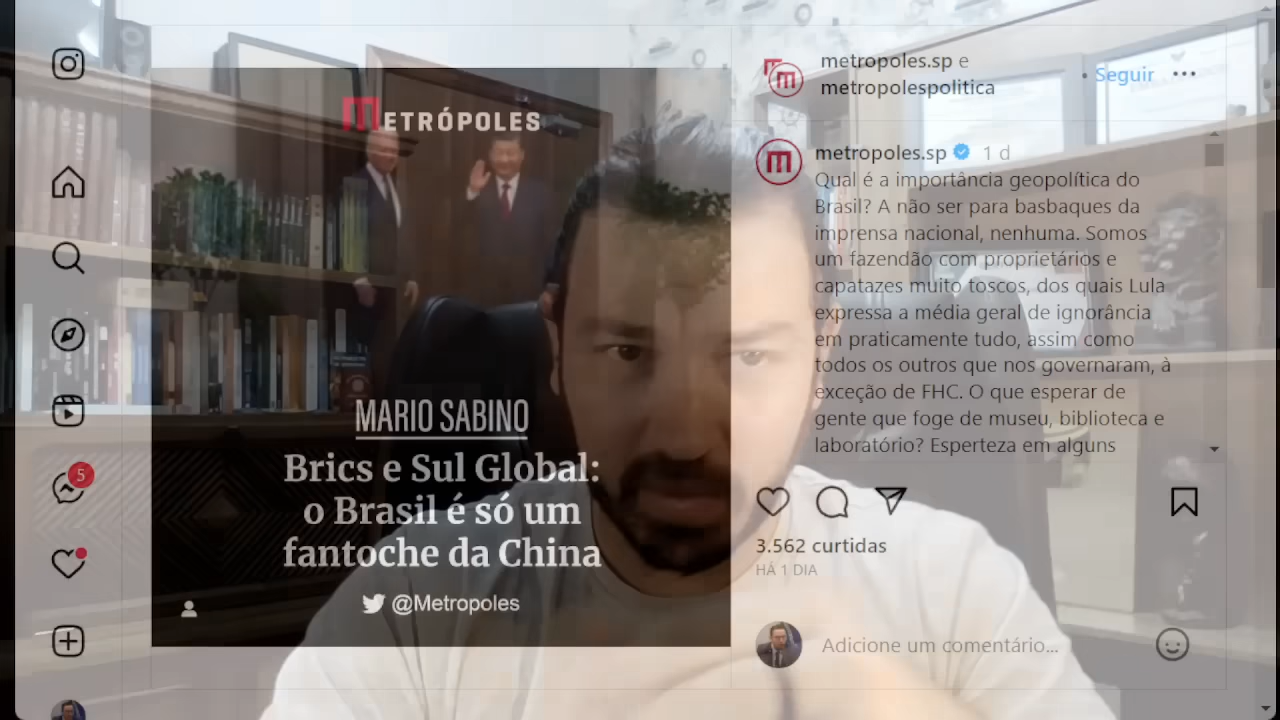 METRÓPOLES
MARIO SABINO
Brics e Sul Global:
o Brasil é só um
fantoche da China
@Metropoles
5
metropoles.sp e
metropolespolitica
• Seguir
metropoles.sp 1 d
Qual é a importância geopolítica do
Brasil? A não ser para basbaques da
imprensa nacional, nenhuma. Somos
um fazendão com proprietários e
capatazes muito toscos, dos quais Lula
expressa a média geral de ignorância
em praticamente tudo, assim como
todos os outros que nos governaram, à
exceção de FHC. O que esperar de
gente que foge de museu, biblioteca e
laboratório? Esperteza em alguns
3.562 curtidas
HÁ 1 DIA
Adicione um comentário...